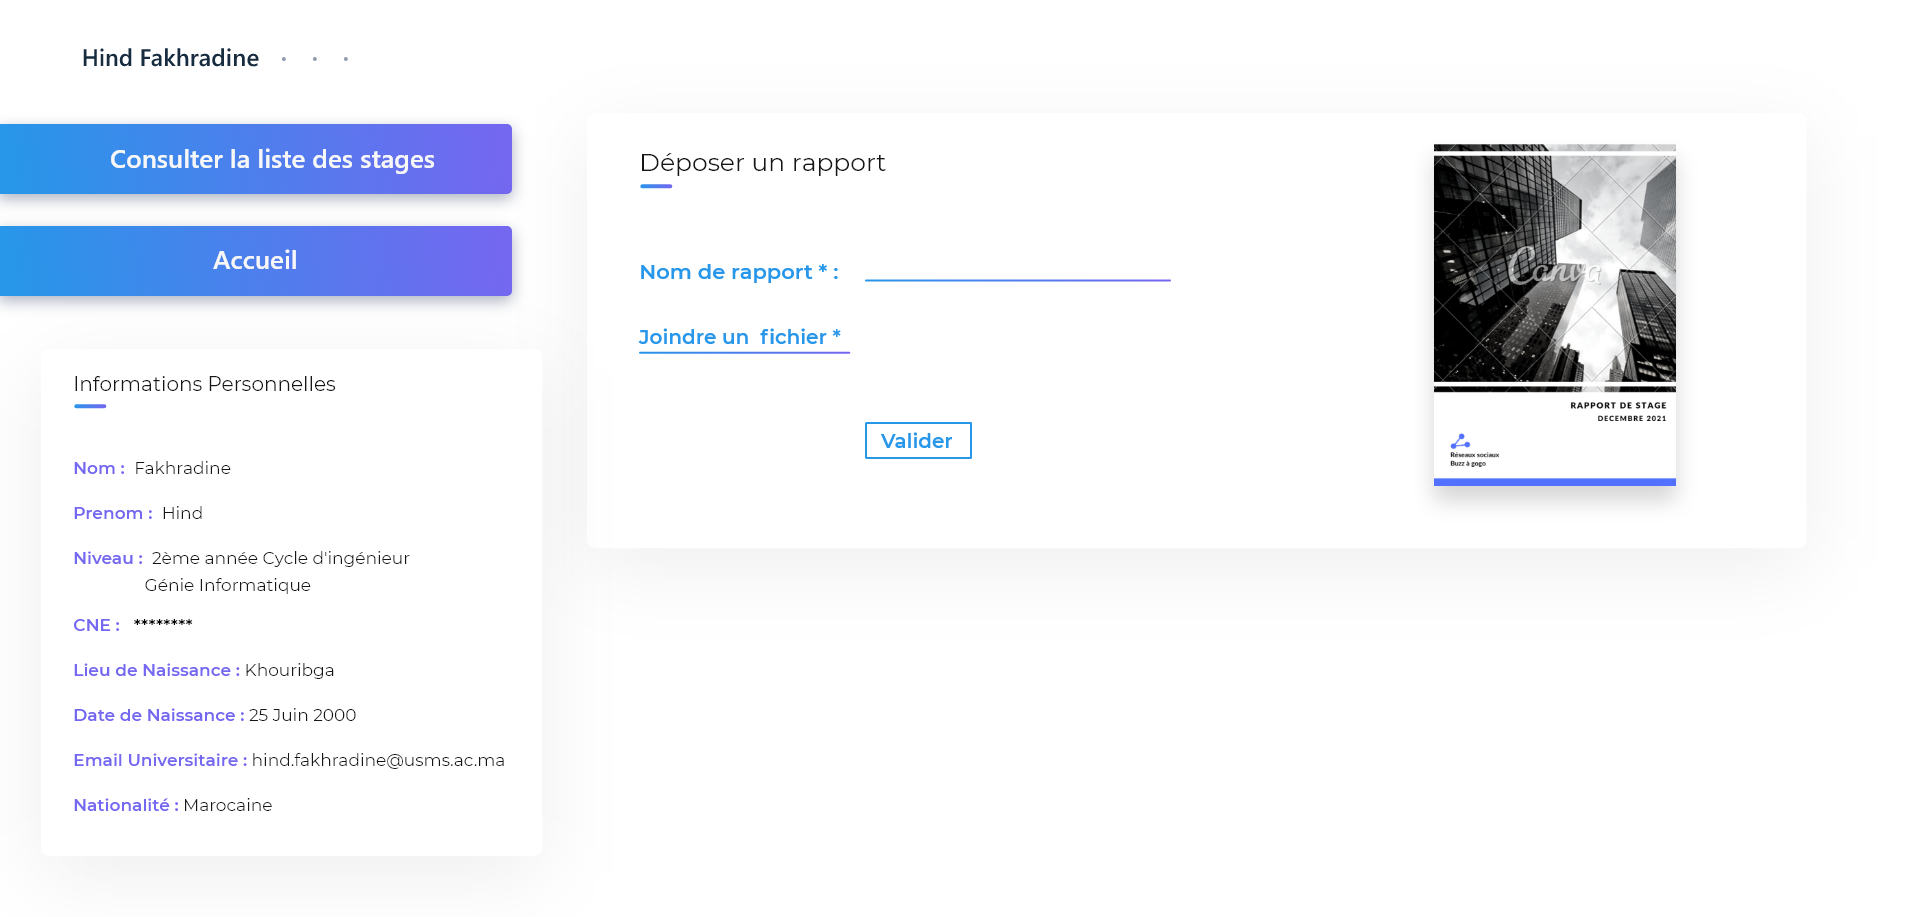 Hind Fakhradine
Consulter la liste des stages
Accueil
Informations Personnelles
Nom : Fakhradine
Prenom : Hind
Niveau : 2ème année Cycle d'ingénieur
Génie Informatique
CNE : ********
Lieu de Naissance : Khouribga
Date de Naissance : 25 Juin 2000
Email Universitaire : hind.fakhradine@usms.ac.ma
Nationalité : Marocaine
Déposer un rapport
Nom de rapport * :
Joindre un fichier *
Valider
Canva
RAPPORT DE STAGE
DECEMBRE 2021
Réseaux sociaux
Buzz à gogo